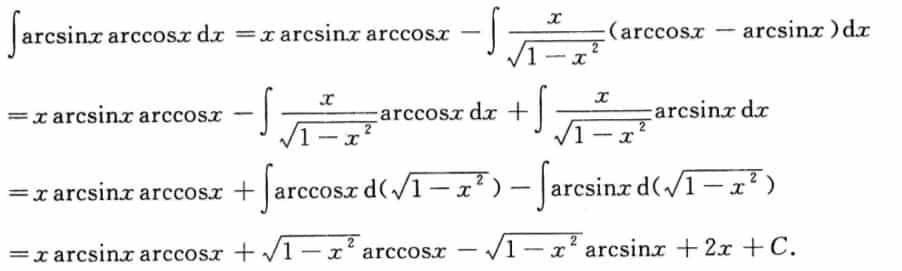 ∫arcsinx arccosx dx = x arcsinx arccosx − ∫ x/√(1−x²) (arccosx − arcsinx)dx
= x arcsinx arccosx − ∫ x/√(1−x²) arccosx dx + ∫ x/√(1−x²) arcsinx dx
= x arcsinx arccosx + ∫arccosx d(√(1−x²)) − ∫arcsinx d(√(1−x²))
= x arcsinx arccosx + √(1−x²) arccosx − √(1−x²) arcsinx + 2x + C.